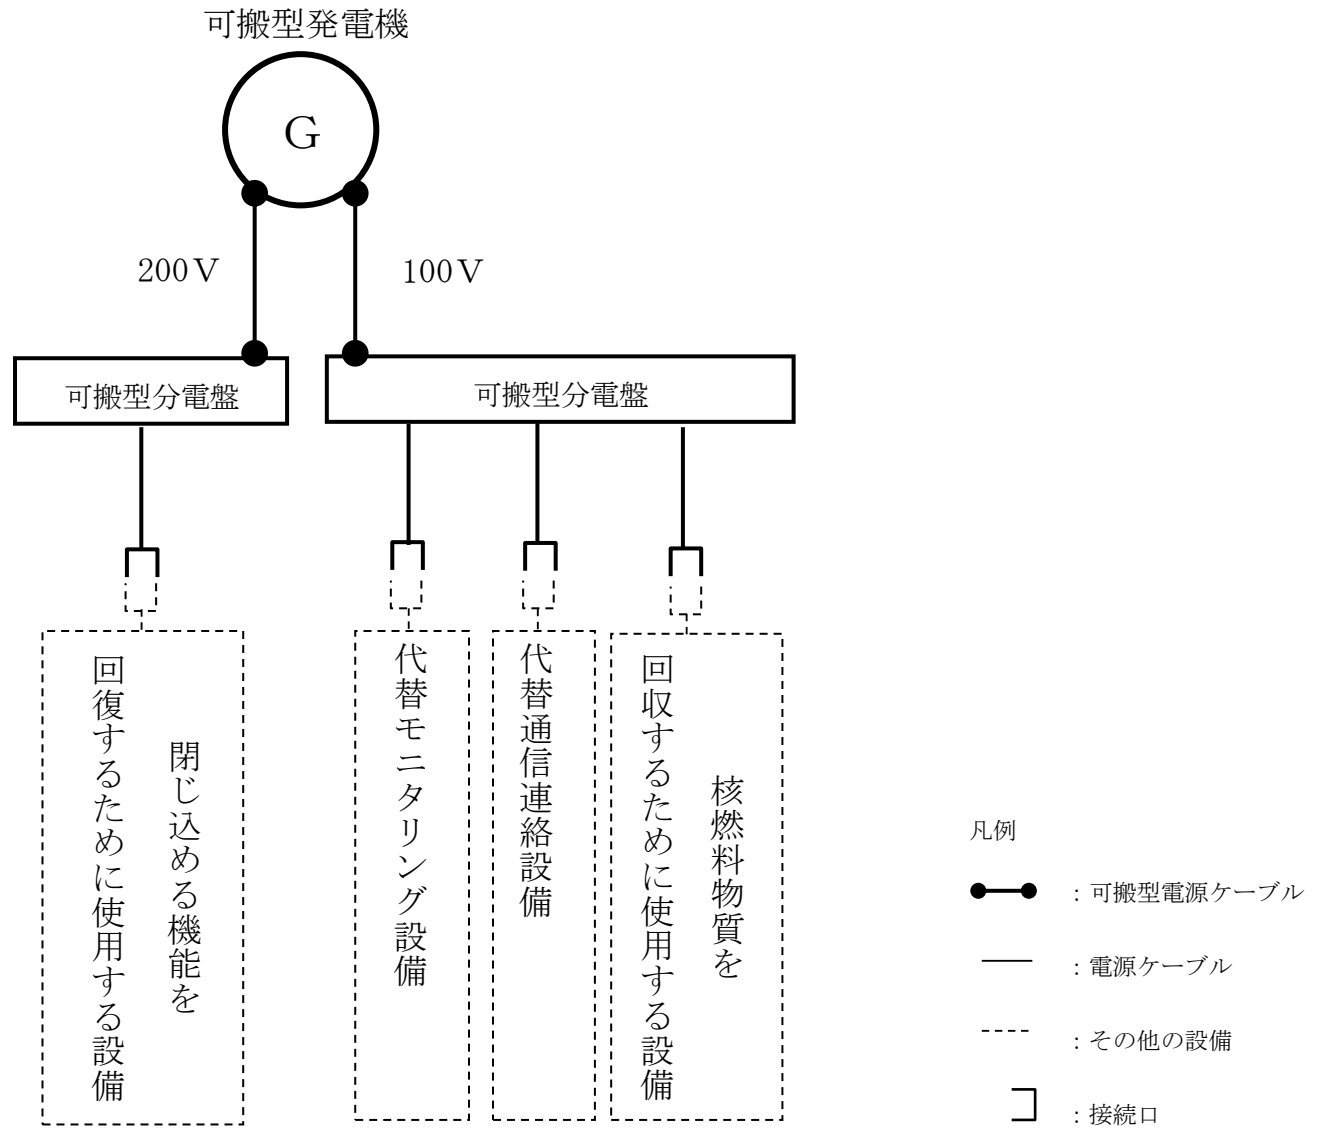 可搬型発電機
G
200V
100V
可搬型分電盤
可搬型分電盤
閉じ込める機能を
回復するために使用する設備
代替モニタリング設備
代替通信連絡設備
核燃料物質を
回収するために使用する設備
凡例
：可搬型電源ケーブル
：電源ケーブル
：その他の設備
：接続口